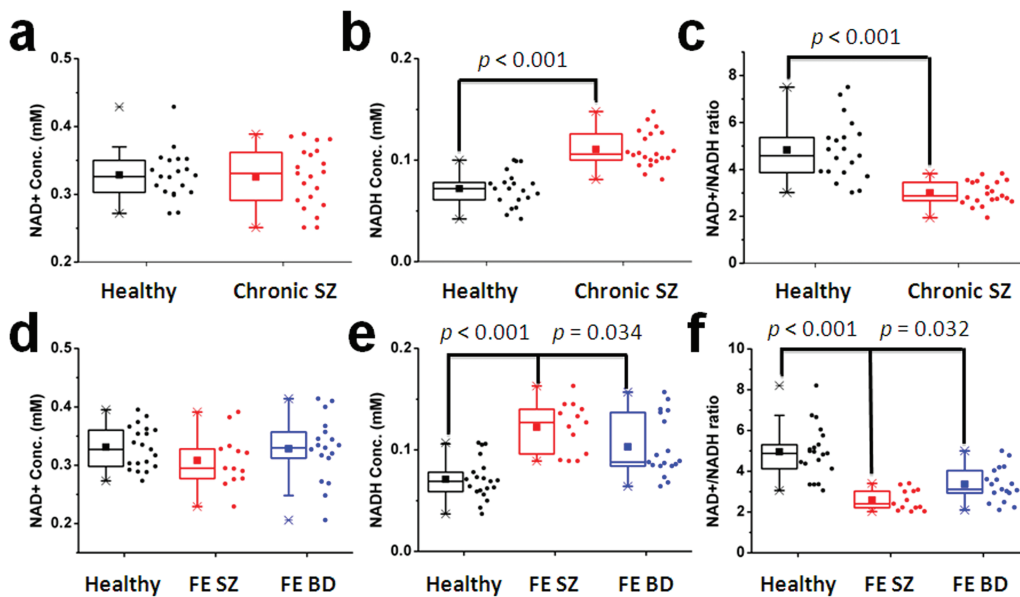 a
NAD+ Conc. (mM)
0.5
0.4
0.3
0.2
Healthy Chronic SZ
b
NADH Conc. (mM)
0.2
0.1
0.0
p < 0.001
Healthy Chronic SZ
c
NAD+/NADH ratio
8
6
4
2
0
p < 0.001
Healthy Chronic SZ
d
NAD+ Conc. (mM)
0.5
0.4
0.3
0.2
Healthy FE SZ FE BD
e
NADH Conc. (mM)
0.2
0.1
0.0
p < 0.001 p = 0.034
Healthy FE SZ FE BD
f
NAD+/NADH ratio
10
8
6
4
2
0
p < 0.001 p = 0.032
Healthy FE SZ FE BD